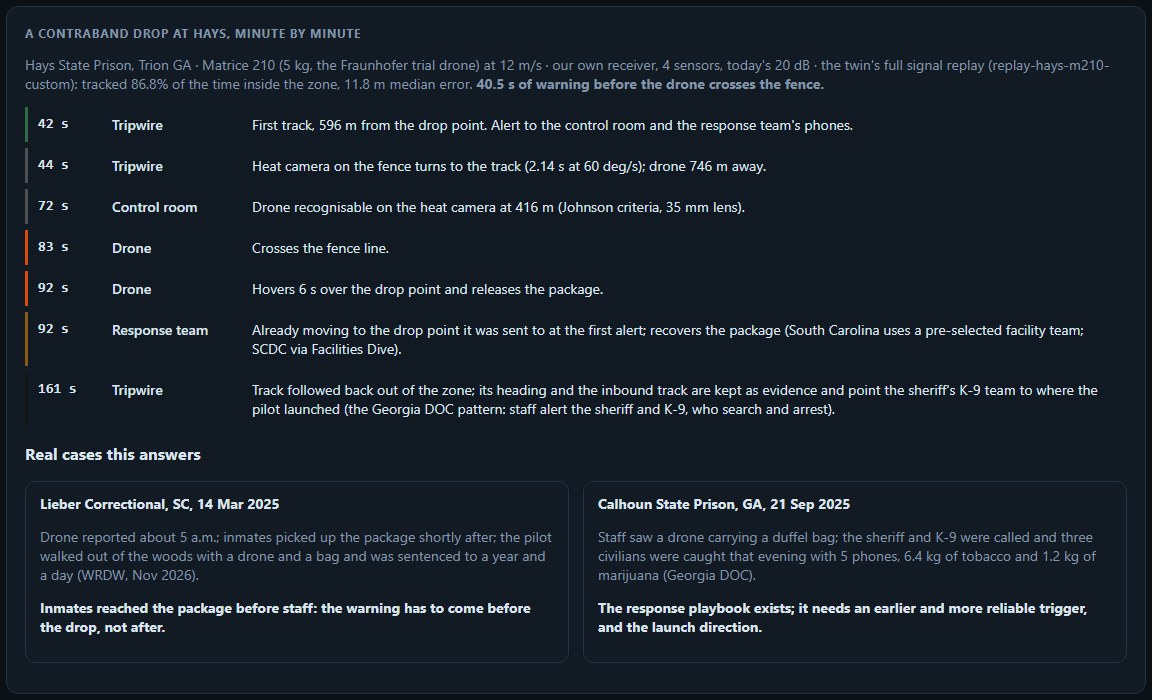 A CONTRABAND DROP AT HAYS, MINUTE BY MINUTE
Hays State Prison, Trion GA · Matrice 210 (5 kg, the Fraunhofer trial drone) at 12 m/s · our own receiver, 4 sensors, today's 20 dB · the twin's full signal replay (replay-hays-m210-
custom): tracked 86.8% of the time inside the zone, 11.8 m median error. 40.5 s of warning before the drone crosses the fence.
42 s Tripwire First track, 596 m from the drop point. Alert to the control room and the response team's phones.
44 s Tripwire Heat camera on the fence turns to the track (2.14 s at 60 deg/s); drone 746 m away.
72 s Control room Drone recognisable on the heat camera at 416 m (Johnson criteria, 35 mm lens).
83 s Drone Crosses the fence line.
92 s Drone Hovers 6 s over the drop point and releases the package.
92 s Response team Already moving to the drop point it was sent to at the first alert; recovers the package (South Carolina uses a pre-selected facility team;
SCDC via Facilities Dive).
161 s Tripwire Track followed back out of the zone; its heading and the inbound track are kept as evidence and point the sheriff's K-9 team to where the
pilot launched (the Georgia DOC pattern: staff alert the sheriff and K-9, who search and arrest).
Real cases this answers
Lieber Correctional, SC, 14 Mar 2025
Drone reported about 5 a.m.; inmates picked up the package shortly after; the pilot
walked out of the woods with a drone and a bag and was sentenced to a year and
a day (WRDW, Nov 2026).
Inmates reached the package before staff: the warning has to come before
the drop, not after.
Calhoun State Prison, GA, 21 Sep 2025
Staff saw a drone carrying a duffel bag; the sheriff and K-9 were called and three
civilians were caught that evening with 5 phones, 6.4 kg of tobacco and 1.2 kg of
marijuana (Georgia DOC).
The response playbook exists; it needs an earlier and more reliable trigger,
and the launch direction.